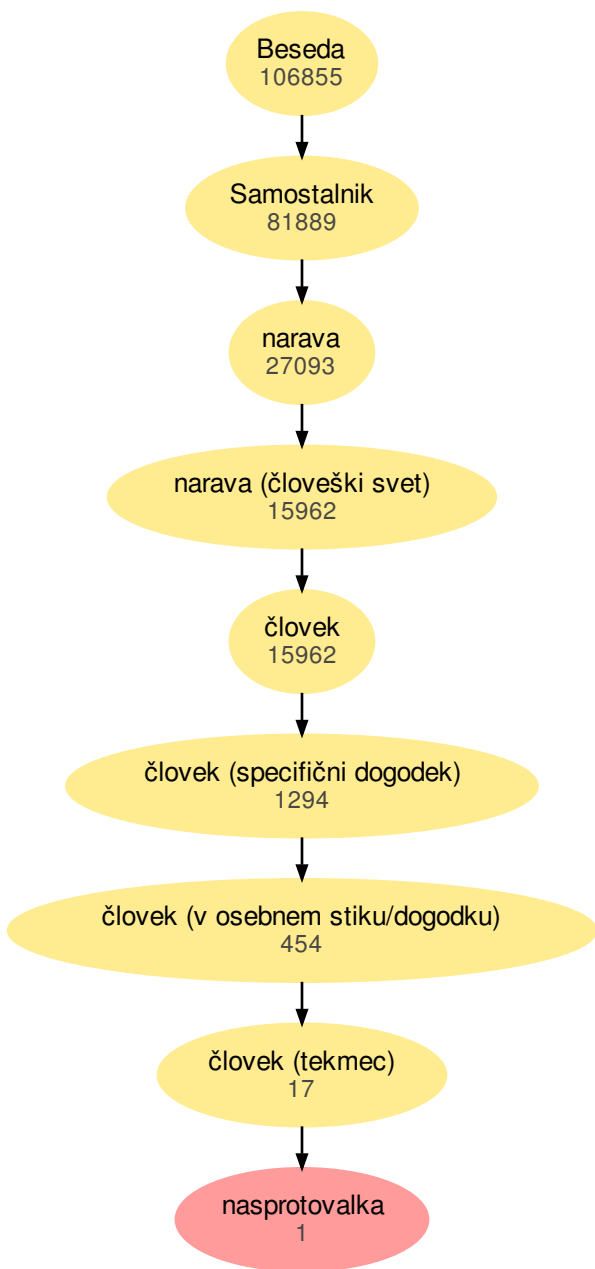 Beseda
106855
Samostalnik
81889
narava
27093
narava (človeški svet)
15962
človek
15962
človek (specifični dogodek)
1294
človek (v osebnem stiku/dogodku)
454
človek (tekmec)
17
nasprotovalka
1